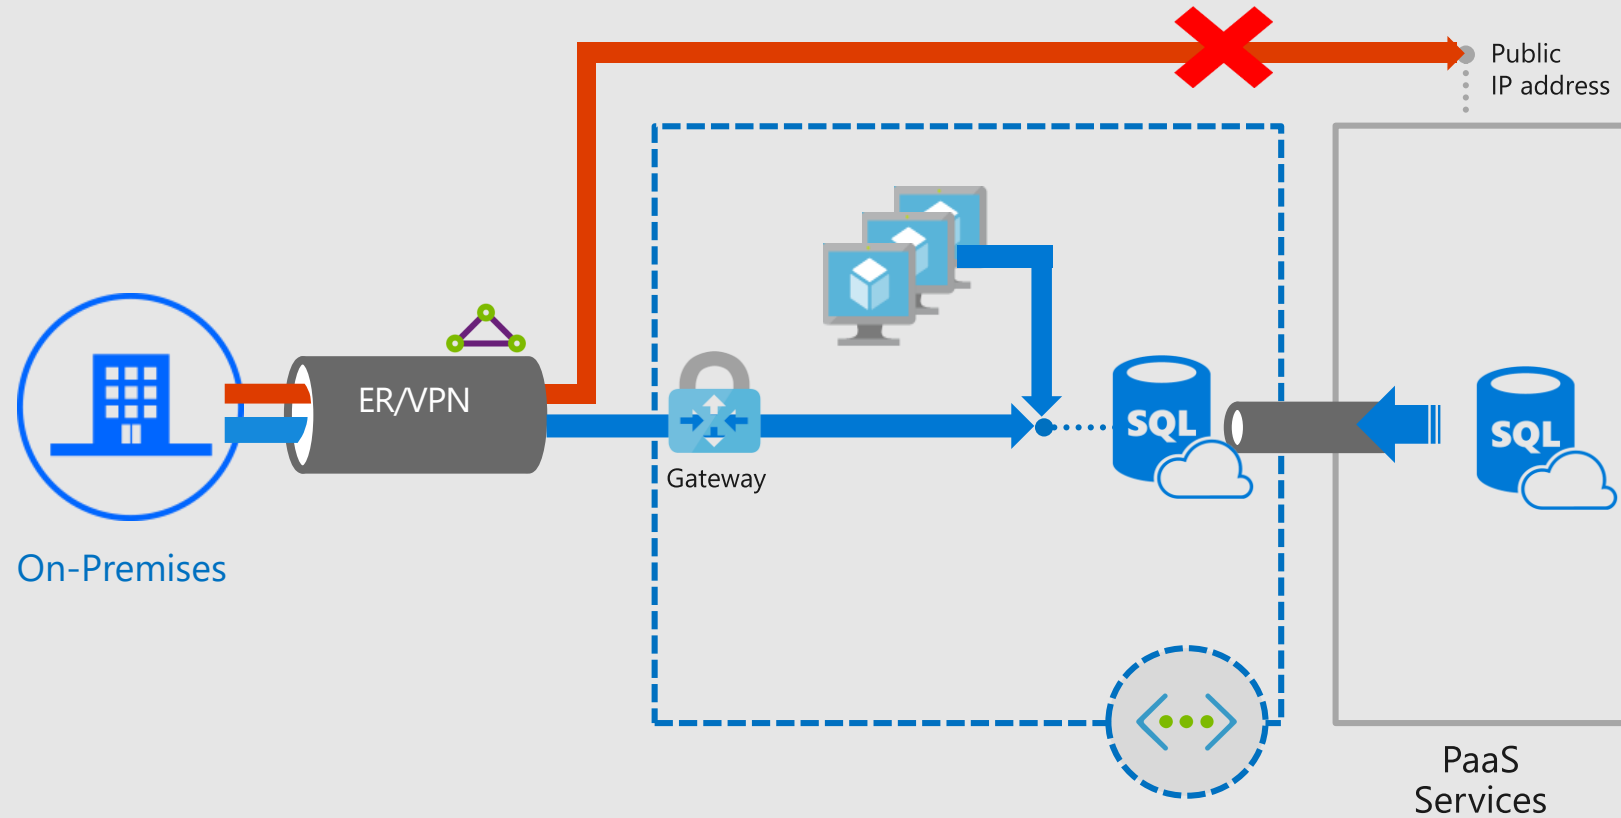 Public
IP address
ER/VPN
SQL
SQL
Gateway
On-Premises
PaaS
Services